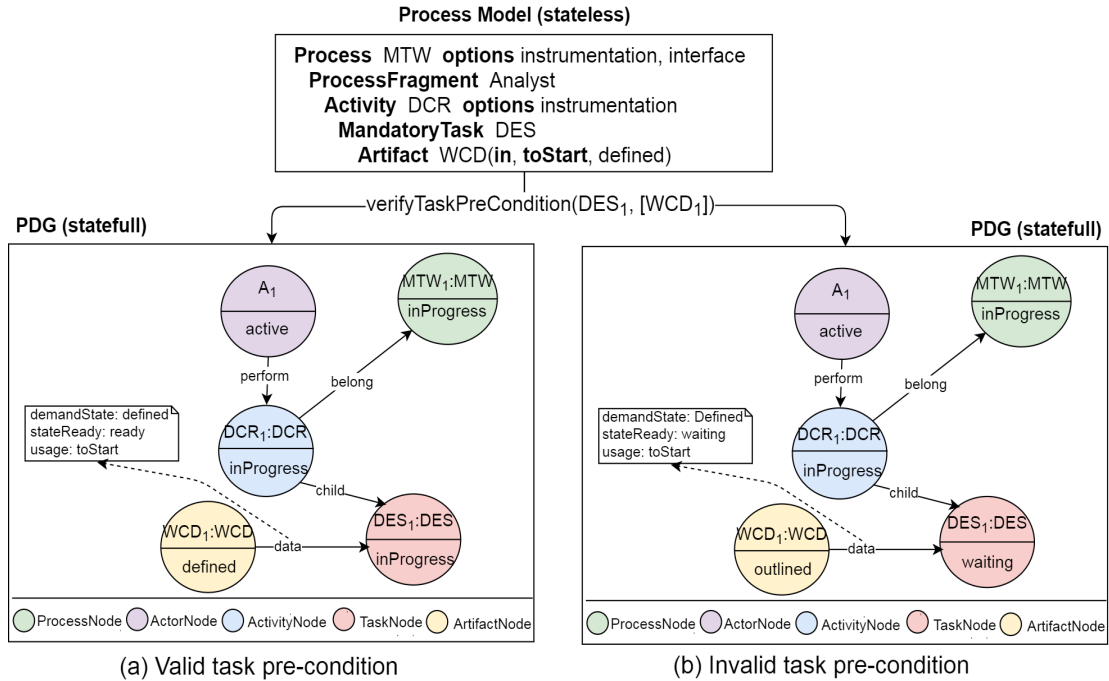 Process Model (stateless)
Process MTW options instrumentation, interface
ProcessFragment Analyst
Activity DCR options instrumentation
MandatoryTask DES
Artifact WCD(in, toStart, defined)
verifyTaskPreCondition(DES₁, [WCD₁])
PDG (statefull)
A₁
active
MTW₁:MTW
inProgress
perform
belong
demandState: defined
stateReady: ready
usage: toStart
DCR₁:DCR
inProgress
child
WCD₁:WCD
defined
data
DES₁:DES
inProgress
ProcessNode ActorNode ActivityNode TaskNode ArtifactNode
(a) Valid task pre-condition
PDG (statefull)
A₁
active
MTW₁:MTW
inProgress
perform
belong
demandState: Defined
stateReady: waiting
usage: toStart
DCR₁:DCR
inProgress
child
WCD₁:WCD
outlined
data
DES₁:DES
waiting
ProcessNode ActorNode ActivityNode TaskNode ArtifactNode
(b) Invalid task pre-condition